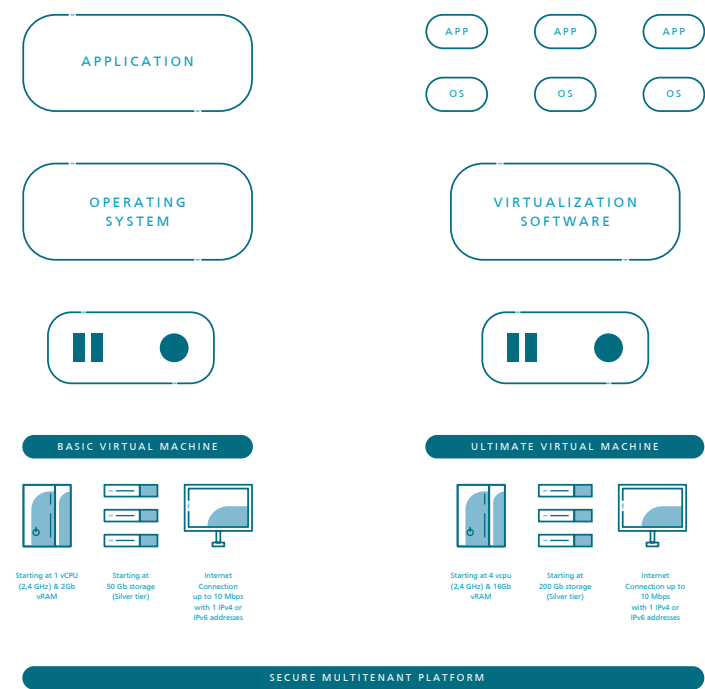 APPLICATION
APP APP APP
OS OS OS
OPERATING
SYSTEM
VIRTUALIZATION
SOFTWARE
BASIC VIRTUAL MACHINE
Starting at 1 vCPU
(2,4 GHz) & 2Gb
vRAM
Starting at
50 Gb storage
(Silver tier)
Internet
Connection
up to 10 Mbps
with 1 IPv4 or
IPv6 addresses
ULTIMATE VIRTUAL MACHINE
Starting at 4 vcpu
(2,4 GHz) & 16Gb
vRAM
Starting at
200 Gb storage
(Silver tier)
Internet
Connection up to
10 Mbps
with 1 IPv4 or
IPv6 addresses
SECURE MULTITENANT PLATFORM